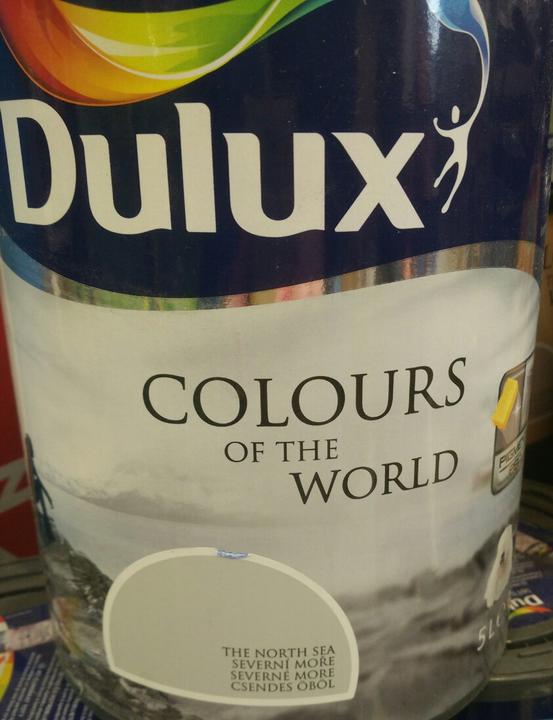 Dulux
COLOURS
OF THE
WORLD
THE NORTH SEA
SEVERNÍ MOŘE
SEVERNÉ MORE
CSENDES ÖBÖL
5L